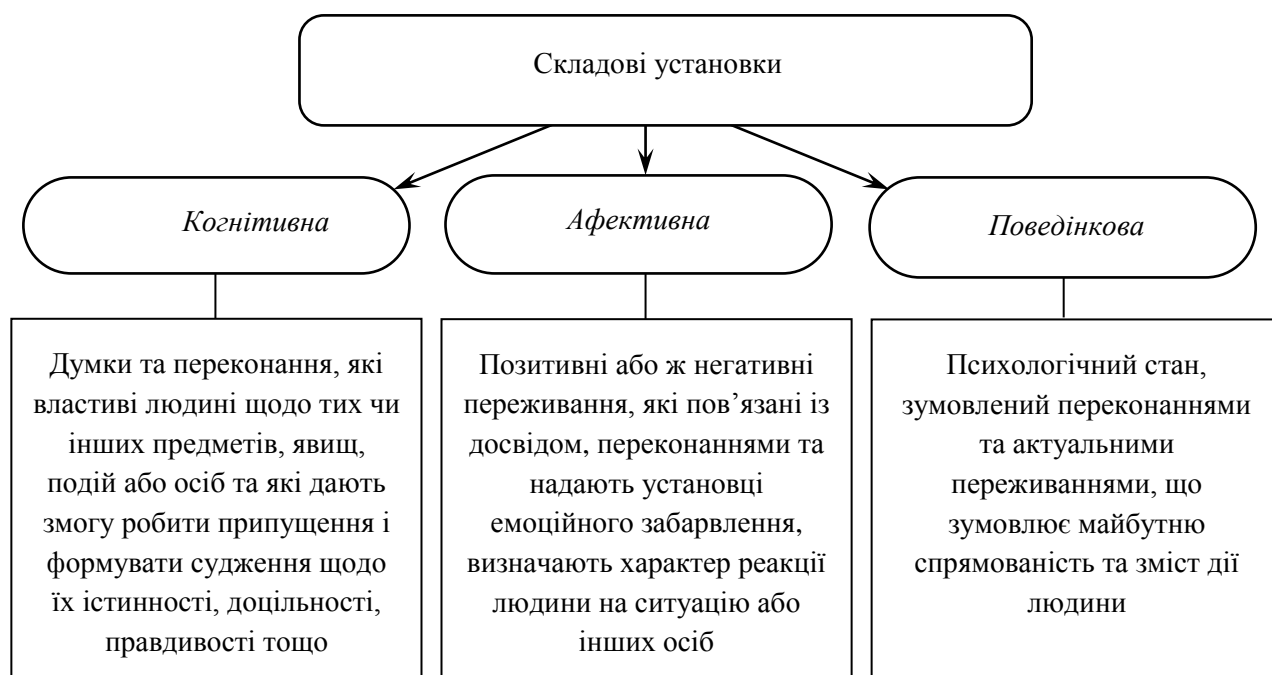 Складові установки
Когнітивна
Афективна
Поведінкова
Думки та переконання, які
властиві людині щодо тих чи
інших предметів, явищ,
подій або осіб та які дають
змогу робити припущення і
формувати судження щодо
їх істинності, доцільності,
правдивості тощо
Позитивні або ж негативні
переживання, які пов’язані із
досвідом, переконаннями та
надають установці
емоційного забарвлення,
визначають характер реакції
людини на ситуацію або
інших осіб
Психологічний стан,
зумовлений переконаннями
та актуальними
переживаннями, що
зумовлює майбутню
спрямованість та зміст дії
людини